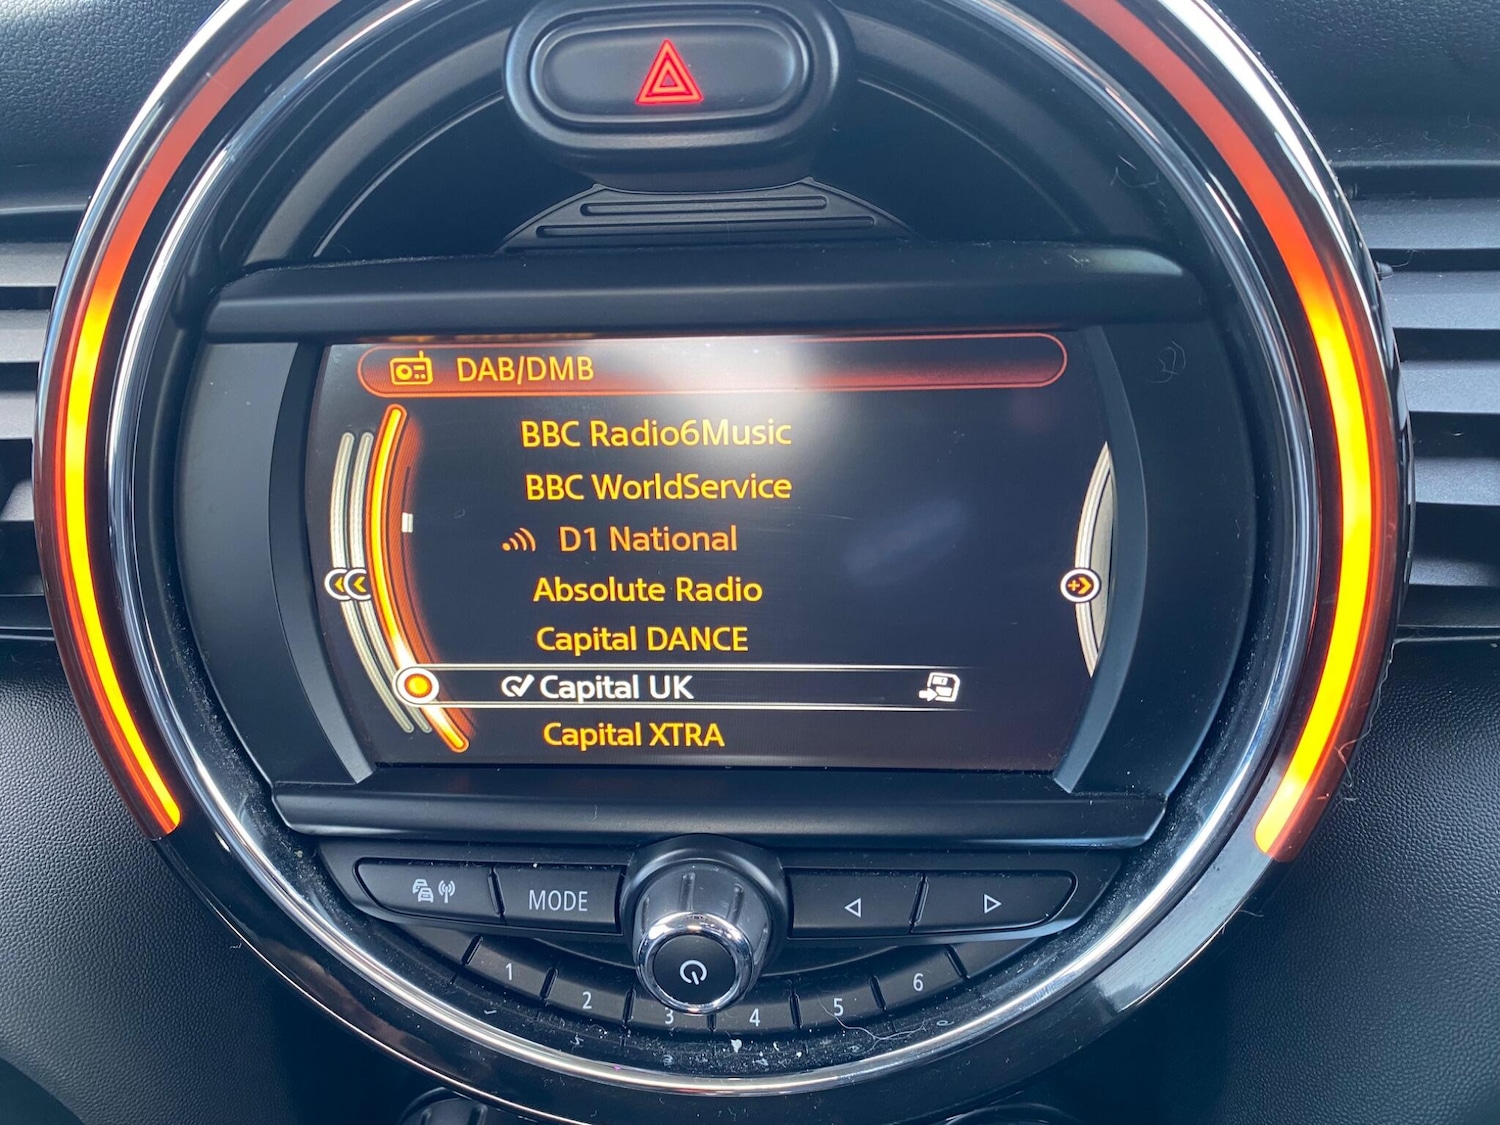 DAB/DMB
BBC Radio6Music
BBC WorldService
D1 National
Absolute Radio
Capital DANCE
Capital UK
Capital XTRA
MODE
1 2 3 4 5 6